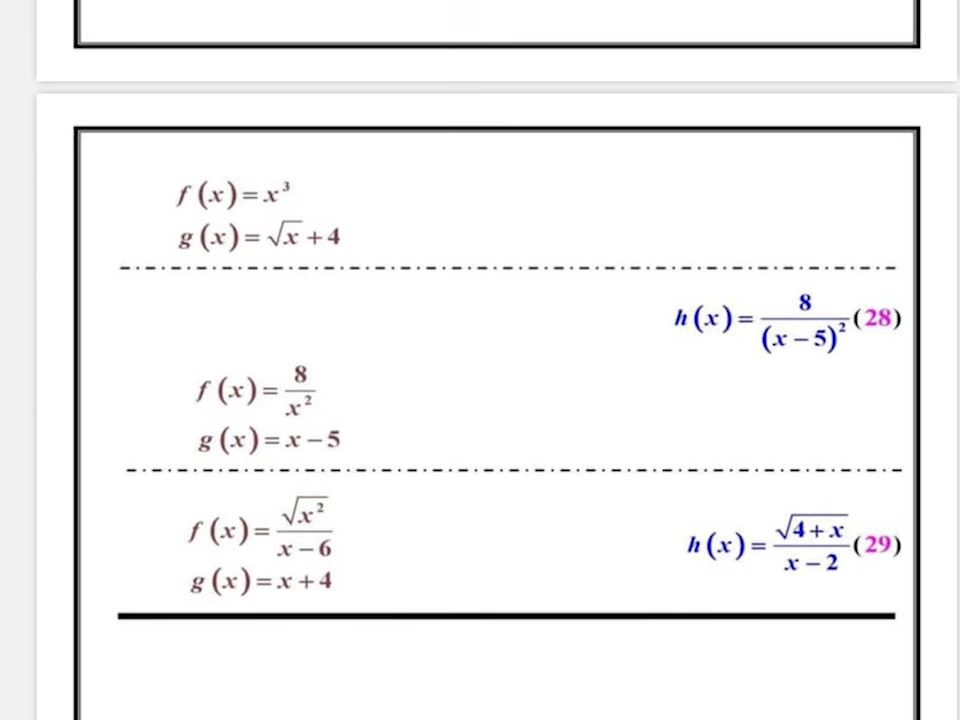 f(x) = x³
g(x) = √x + 4
h(x) = 8/(x − 5)² (28)
f(x) = 8/x²
g(x) = x − 5
f(x) = √(x²)/(x − 6)
h(x) = √(4 + x)/(x − 2) (29)
g(x) = x + 4